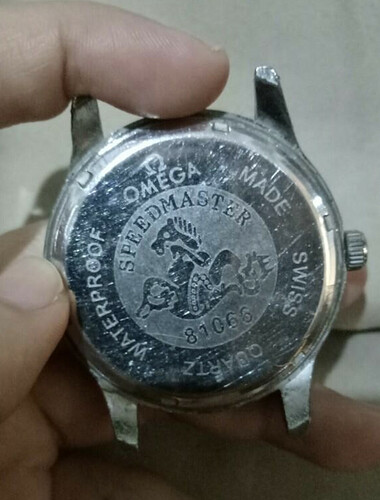 Ω
OMEGA
MADE
SWISS
QUARTZ
WATERPROOF
SPEEDMASTER
81066